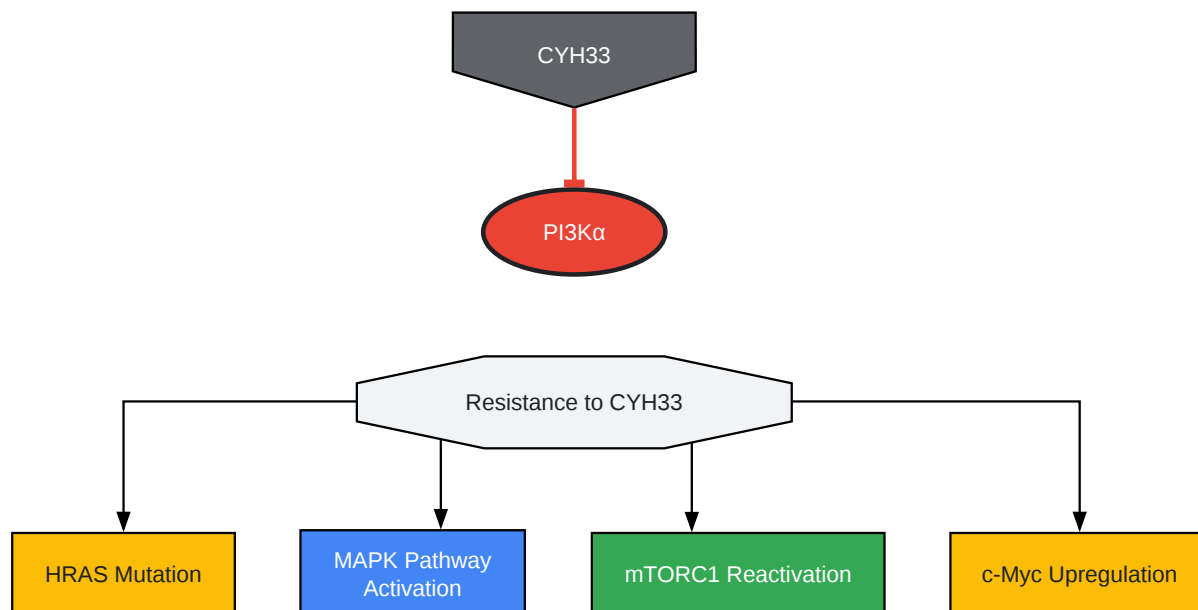 CYH33
PI3Kα
Resistance to CYH33
HRAS Mutation
MAPK Pathway
Activation
mTORC1 Reactivation
c-Myc Upregulation